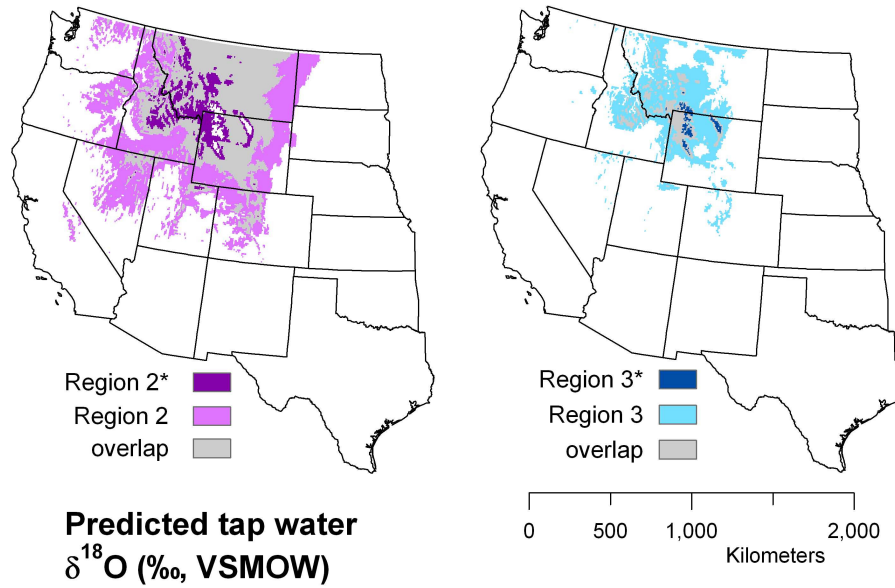 Region 2*
Region 2
overlap
Predicted tap water
δ¹⁸O (‰, VSMOW)
Region 3*
Region 3
overlap
0 500 1,000 2,000
Kilometers